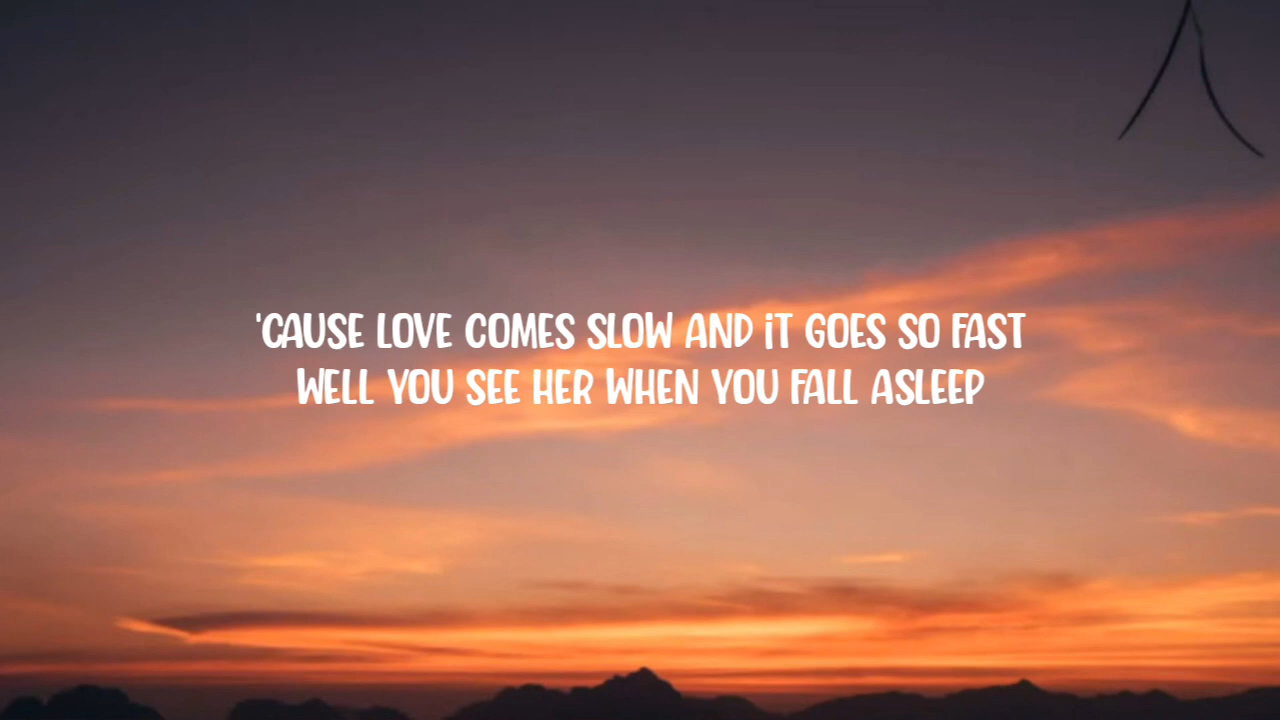 'CAUSE LOVE COMES SLOW AND iT GOES SO FAST
WELL YOU SEE HER WHEN YOU FALL ASLEEP